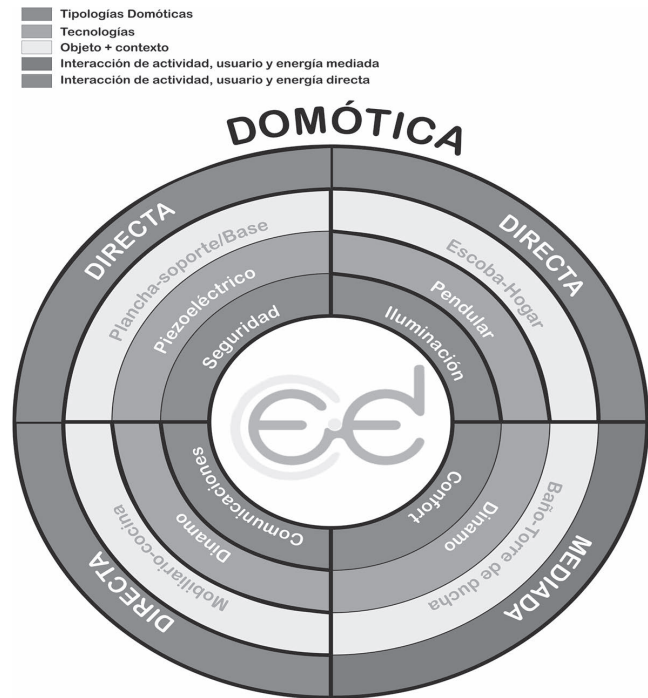 Tipologías Domóticas
Tecnologías
Objeto + contexto
Interacción de actividad, usuario y energía mediada
Interacción de actividad, usuario y energía directa
DOMÓTICA
DIRECTA
Plancha-soporte/Base
Piezoeléctrico
Seguridad
DIRECTA
Escoba-Hogar
Pendular
Iluminación
ced
Comunicaciones
Dinamo
Mobiliario-cocina
DIRECTA
Confort
Dinamo
Baño-Torre de ducha
MEDIADA